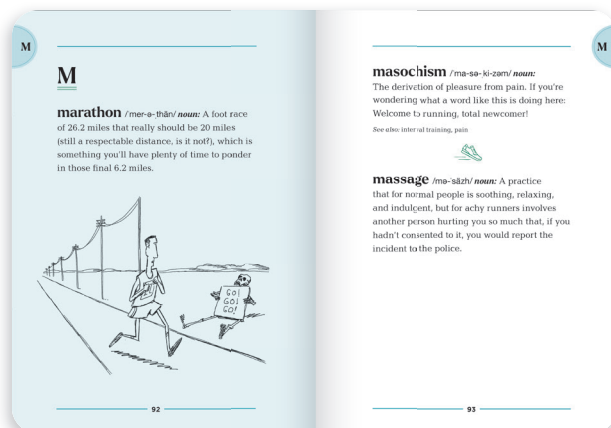 M
M
marathon /mer-ə-ˌthän/ noun: A foot race
of 26.2 miles that really should be 20 miles
(still a respectable distance, is it not?), which is
something you'll have plenty of time to ponder
in those final 6.2 miles.
GO!
GO!
GO!
92
M
masochism /ma-sə-ˌki-zəm/ noun:
The derivation of pleasure from pain. If you're
wondering what a word like this is doing here:
Welcome to running, total newcomer!
See also: interval training, pain
massage /mə-ˈsäzh/ noun: A practice
that for normal people is soothing, relaxing,
and indulgent, but for achy runners involves
another person hurting you so much that, if you
hadn't consented to it, you would report the
incident to the police.
93